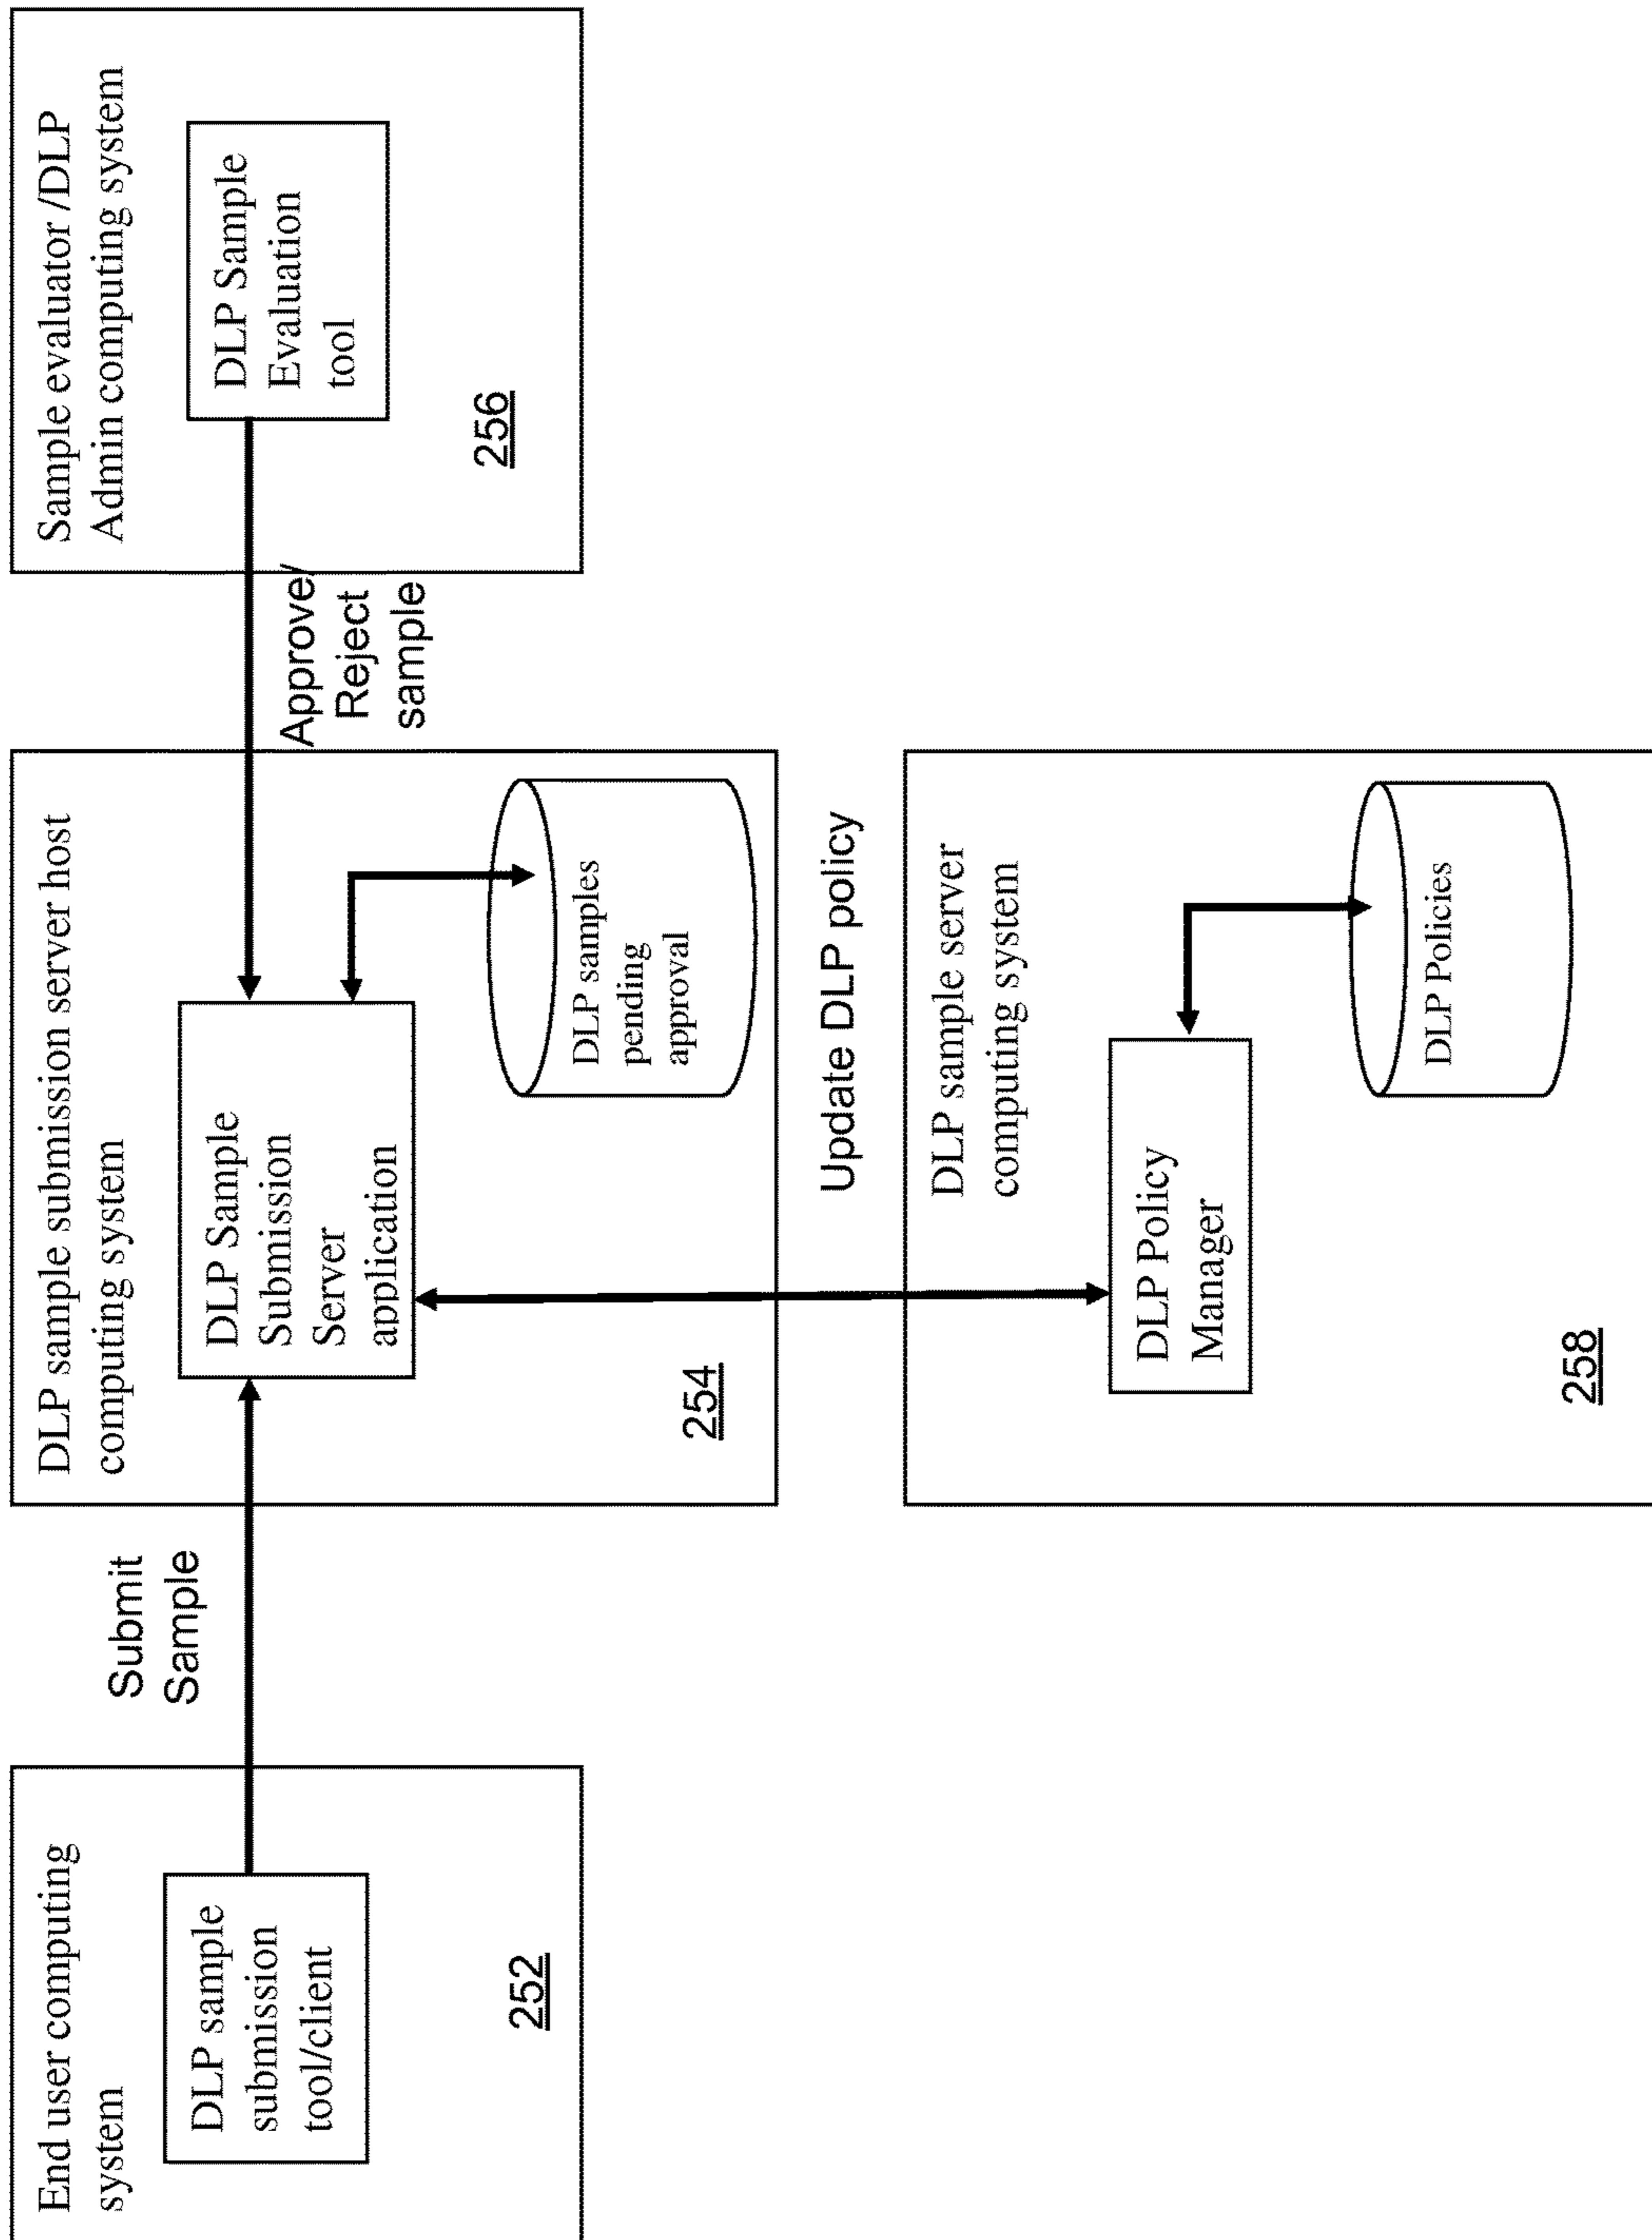 End user computing
system
DLP sample
submission
tool/client
252
Submit
Sample
DLP sample submission server host
computing system
DLP Sample
Submission
Server
application
DLP samples
pending
approval
254
Approve/
Reject
sample
Sample evaluator /DLP
Admin computing system
DLP Sample
Evaluation
tool
256
Update DLP policy
DLP sample server
computing system
DLP Policy
Manager
DLP Policies
258